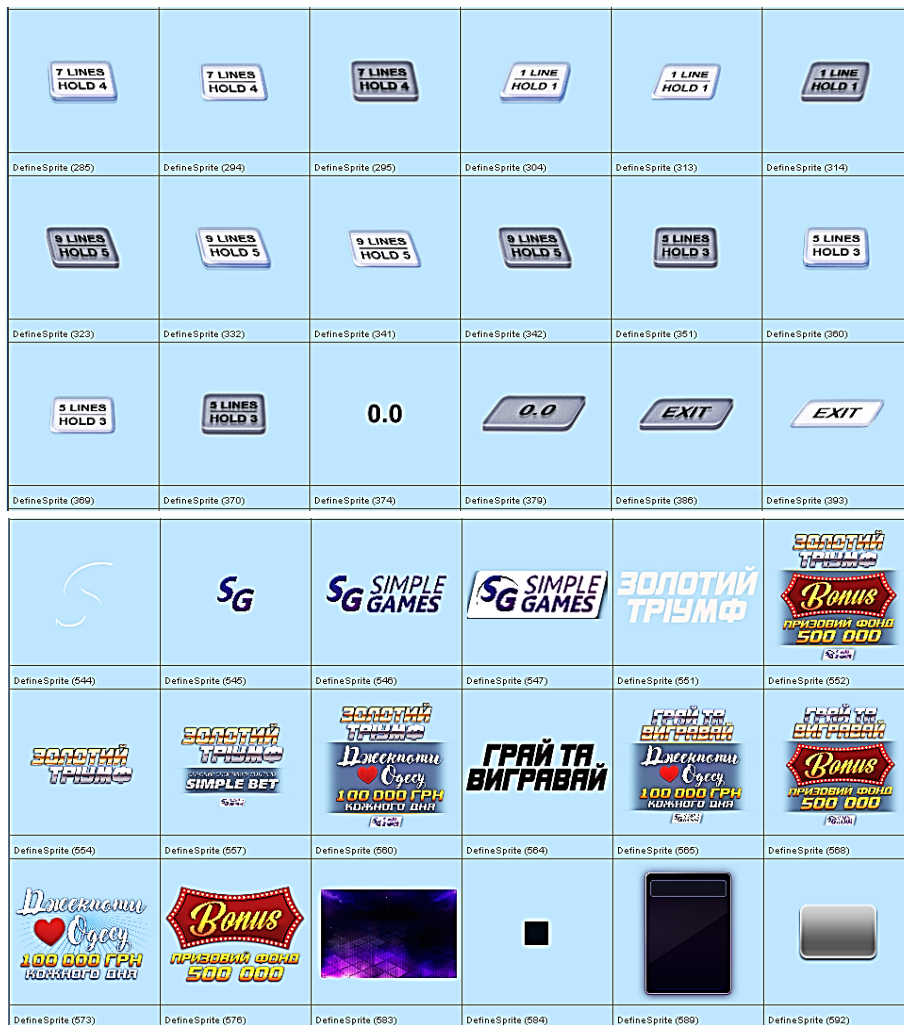 7 LINES
HOLD 4
7 LINES
HOLD 4
7 LINES
HOLD 4
1 LINE
HOLD 1
1 LINE
HOLD 1
1 LINE
HOLD 1
DefineSprite (285)
DefineSprite (294)
DefineSprite (295)
DefineSprite (304)
DefineSprite (313)
DefineSprite (314)
9 LINES
HOLD 5
9 LINES
HOLD 5
9 LINES
HOLD 5
9 LINES
HOLD 5
5 LINES
HOLD 3
5 LINES
HOLD 3
DefineSprite (323)
DefineSprite (332)
DefineSprite (341)
DefineSprite (342)
DefineSprite (351)
DefineSprite (360)
5 LINES
HOLD 3
5 LINES
HOLD 3
0.0
0.0
EXIT
EXIT
DefineSprite (369)
DefineSprite (370)
DefineSprite (374)
DefineSprite (379)
DefineSprite (386)
DefineSprite (393)
S
SG
SG SIMPLE
GAMES
SG SIMPLE
GAMES
ЗОЛОТИЙ
ТРІУМФ
ЗОЛОТИЙ
ТРІУМФ
Bonus
ПРИЗОВИЙ ФОНД
500 000
DefineSprite (544)
DefineSprite (545)
DefineSprite (546)
DefineSprite (547)
DefineSprite (551)
DefineSprite (552)
ЗОЛОТИЙ
ТРІУМФ
ЗОЛОТИЙ
ТРІУМФ
SIMPLE BET
ЗОЛОТИЙ
ТРІУМФ
Джекпоти
Одесу
100 000 ГРН
КОЖНОГО ДНЯ
ГРАЙ ТА
ВИГРАВАЙ
ГРАЙ ТА
ВИГРАВАЙ
Джекпоти
Одесу
100 000 ГРН
КОЖНОГО ДНЯ
ГРАЙ ТА
ВИГРАВАЙ
Bonus
ПРИЗОВИЙ ФОНД
500 000
DefineSprite (554)
DefineSprite (557)
DefineSprite (560)
DefineSprite (564)
DefineSprite (565)
DefineSprite (568)
Джекпоти
Одесу
100 000 ГРН
КОЖНОГО ДНЯ
Bonus
ПРИЗОВИЙ ФОНД
500 000
DefineSprite (573)
DefineSprite (576)
DefineSprite (583)
DefineSprite (584)
DefineSprite (589)
DefineSprite (592)